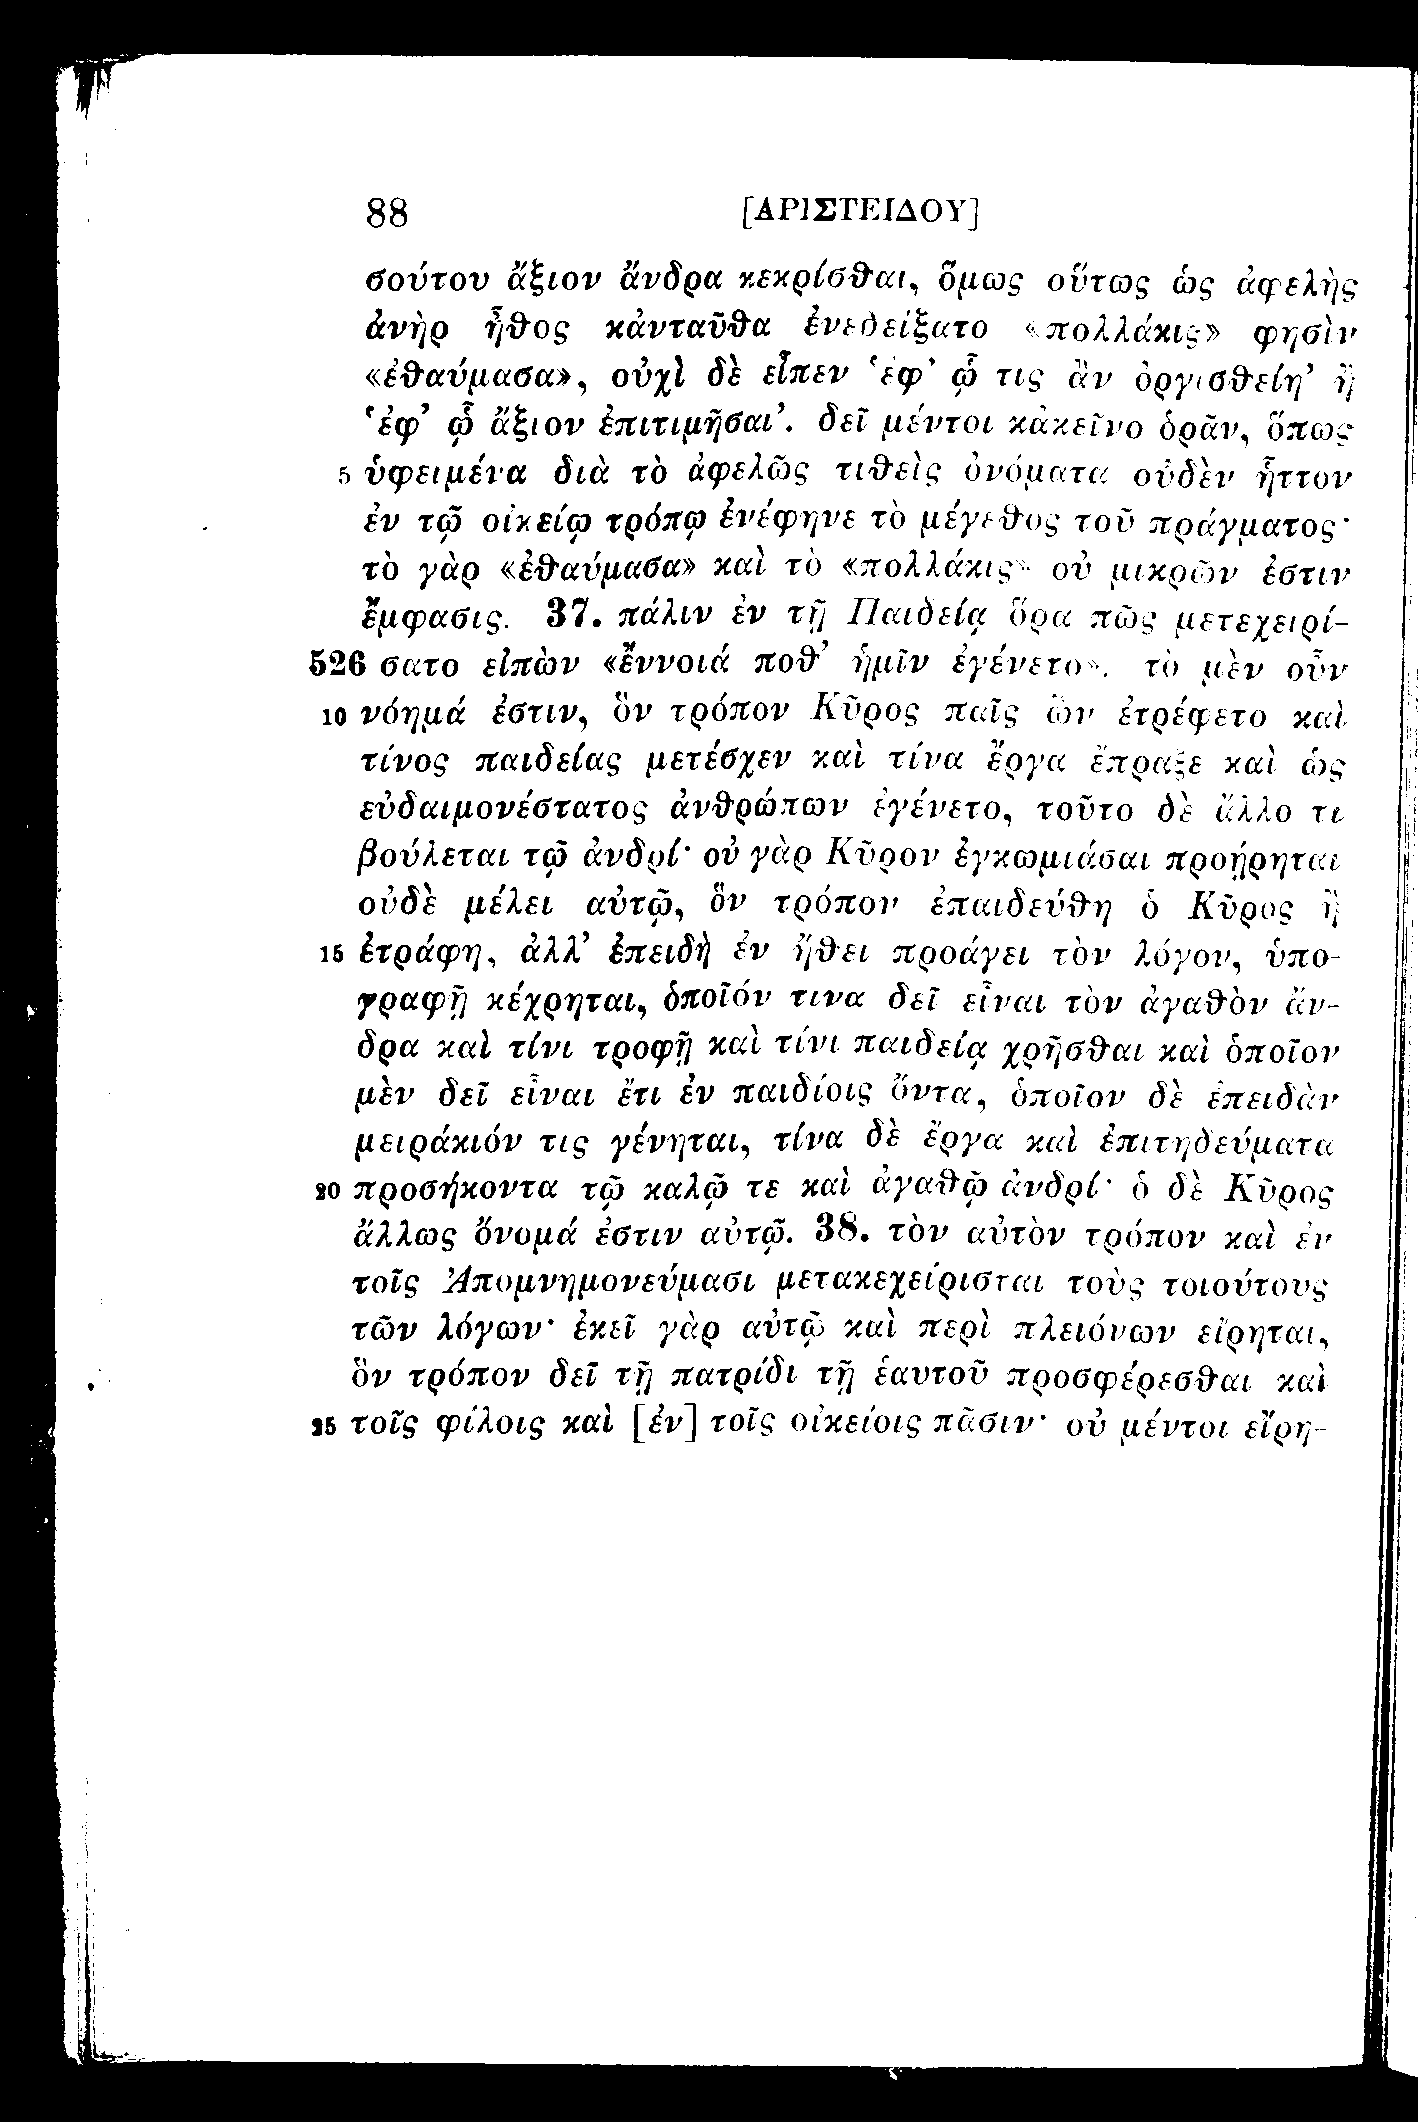 88 [ΑΡΙΣΤΕΙΔΟΥ]
σούτου ἄξιον ἄνδρα κεκρίσθαι, ὅμως οὕτως ὡς ἀφελὴς
ἀνὴρ ἦθος κἀνταῦθα ἐνεδείξατο «πολλάκις» φησὶν
«ἐθαύμασα», οὐχὶ δὲ εἶπεν ‘ἐφ’ ᾧ τις ἂν ὀργισθείη’ ἢ
‘ἐφ’ ᾧ ἄξιον ἐπιτιμῆσαι’. δεῖ μέντοι κἀκεῖνο ὁρᾶν, ὅπως
5 ὑφειμένα διὰ τὸ ἀφελῶς τιθεὶς ὀνόματα οὐδὲν ἧττον
ἐν τῷ οἰκείῳ τρόπῳ ἐνέφηνε τὸ μέγεθος τοῦ πράγματος·
τὸ γὰρ «ἐθαύμασα» καὶ τὸ «πολλάκις» οὐ μικρῶν ἐστιν
ἔμφασις. 37. πάλιν ἐν τῇ Παιδείᾳ ὅρα πῶς μετεχειρί-
526 σατο εἰπὼν «ἔννοιά ποθ’ ἡμῖν ἐγένετο». τὸ μὲν οὖν
10 νόημά ἐστιν, ὃν τρόπον Κῦρος παῖς ὢν ἐτρέφετο καὶ
τίνος παιδείας μετέσχεν καὶ τίνα ἔργα ἔπραξε καὶ ὡς
εὐδαιμονέστατος ἀνθρώπων ἐγένετο, τοῦτο δὲ ἄλλο τι
βούλεται τῷ ἀνδρί· οὐ γὰρ Κῦρον ἐγκωμιάσαι προῄρηται
οὐδὲ μέλει αὐτῷ, ὃν τρόπον ἐπαιδεύθη ὁ Κῦρος ἢ
15 ἐτράφη, ἀλλ’ ἐπειδὴ ἐν ἤθει προάγει τὸν λόγον, ὑπο-
γραφῇ κέχρηται, ὁποῖόν τινα δεῖ εἶναι τὸν ἀγαθὸν ἄν-
δρα καὶ τίνι τροφῇ καὶ τίνι παιδείᾳ χρῆσθαι καὶ ὁποῖον
μὲν δεῖ εἶναι ἔτι ἐν παιδίοις ὄντα, ὁποῖον δὲ ἐπειδὰν
μειράκιόν τις γένηται, τίνα δὲ ἔργα καὶ ἐπιτηδεύματα
20 προσήκοντα τῷ καλῷ τε καὶ ἀγαθῷ ἀνδρί· ὁ δὲ Κῦρος
ἄλλως ὄνομά ἐστιν αὐτῷ. 38. τὸν αὐτὸν τρόπον καὶ ἐν
τοῖς Ἀπομνημονεύμασι μετακεχείρισται τοὺς τοιούτους
τῶν λόγων· ἐκεῖ γὰρ αὐτῷ καὶ περὶ πλειόνων εἴρηται,
ὃν τρόπον δεῖ τῇ πατρίδι τῇ ἑαυτοῦ προσφέρεσθαι καὶ
25 τοῖς φίλοις καὶ [ἐν] τοῖς οἰκείοις πᾶσιν· οὐ μέντοι εἴρη-